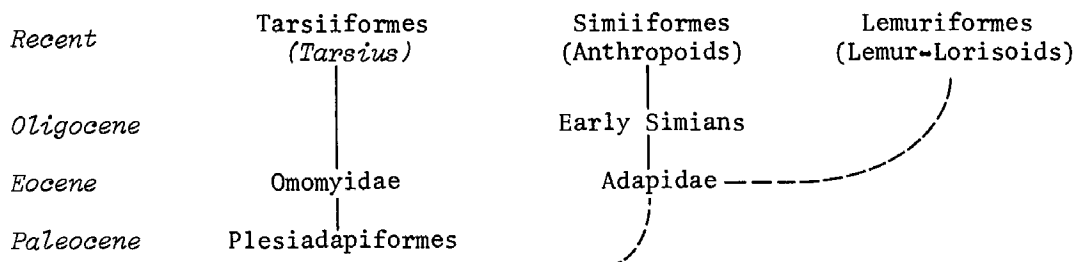 Recent Tarsiiformes Simiiformes Lemuriformes
(Tarsius) (Anthropoids) (Lemur-Lorisoids)
Oligocene Early Simians
Eocene Omomyidae Adapidae
Paleocene Plesiadapiformes